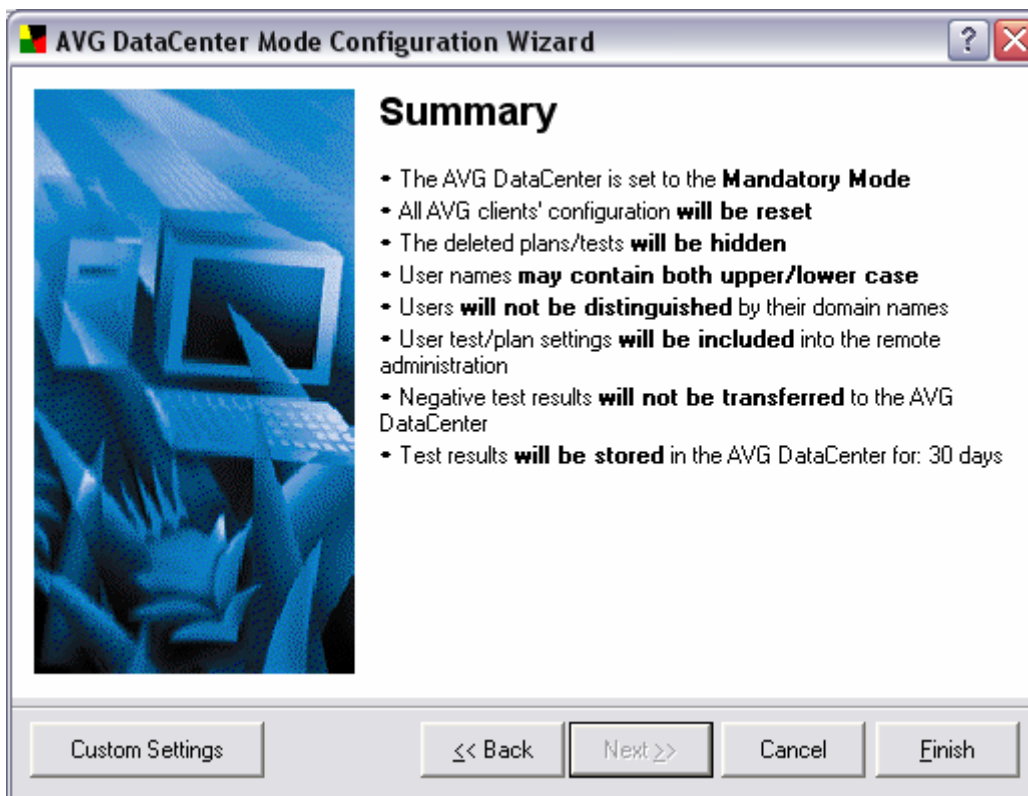 AVG DataCenter Mode Configuration Wizard
?
Summary
• The AVG DataCenter is set to the Mandatory Mode
• All AVG clients' configuration will be reset
• The deleted plans/tests will be hidden
• User names may contain both upper/lower case
• Users will not be distinguished by their domain names
• User test/plan settings will be included into the remote
administration
• Negative test results will not be transferred to the AVG
DataCenter
• Test results will be stored in the AVG DataCenter for: 30 days
Custom Settings
<< Back
Next >>
Cancel
Finish